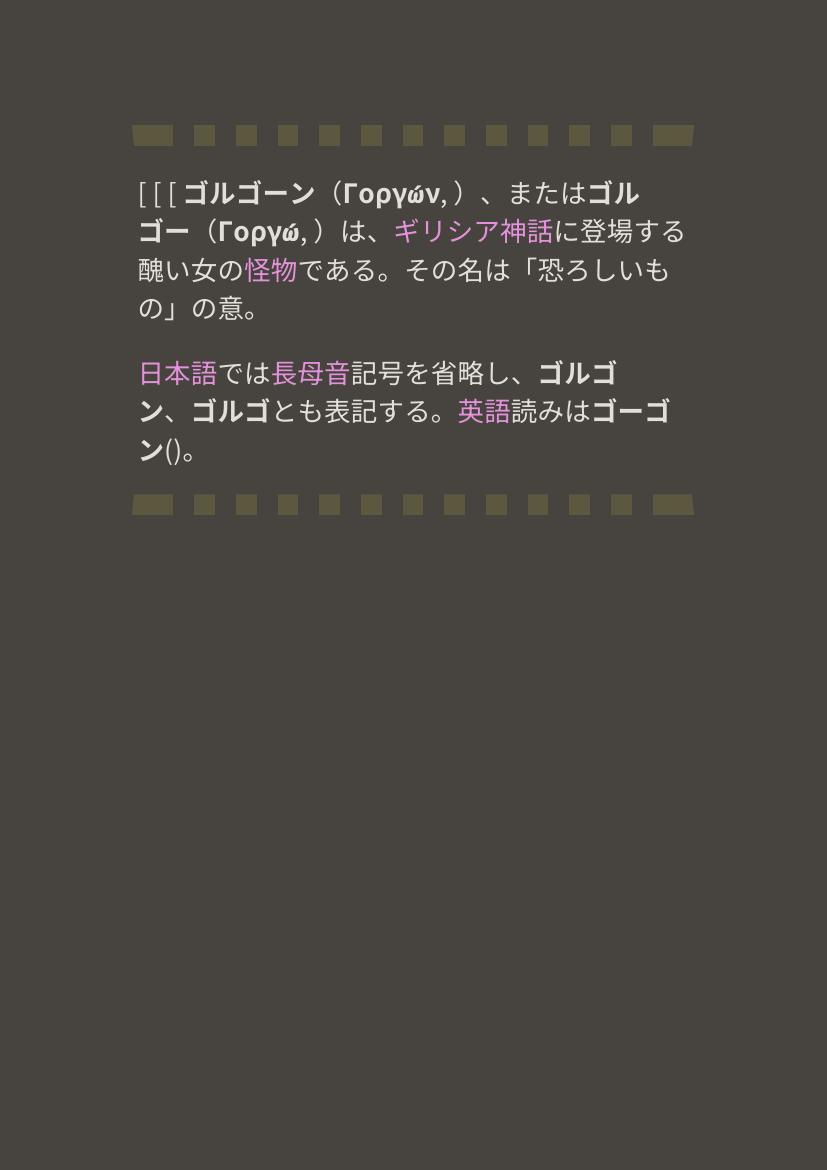 [ [ [ ゴルゴーン（Γοργών, ）、またはゴル
ゴー（Γοργώ, ）は、ギリシア神話に登場する
醜い女の怪物である。その名は「恐ろしいも
の」の意。
日本語では長母音記号を省略し、ゴルゴ
ン、ゴルゴとも表記する。英語読みはゴーゴ
ン()。